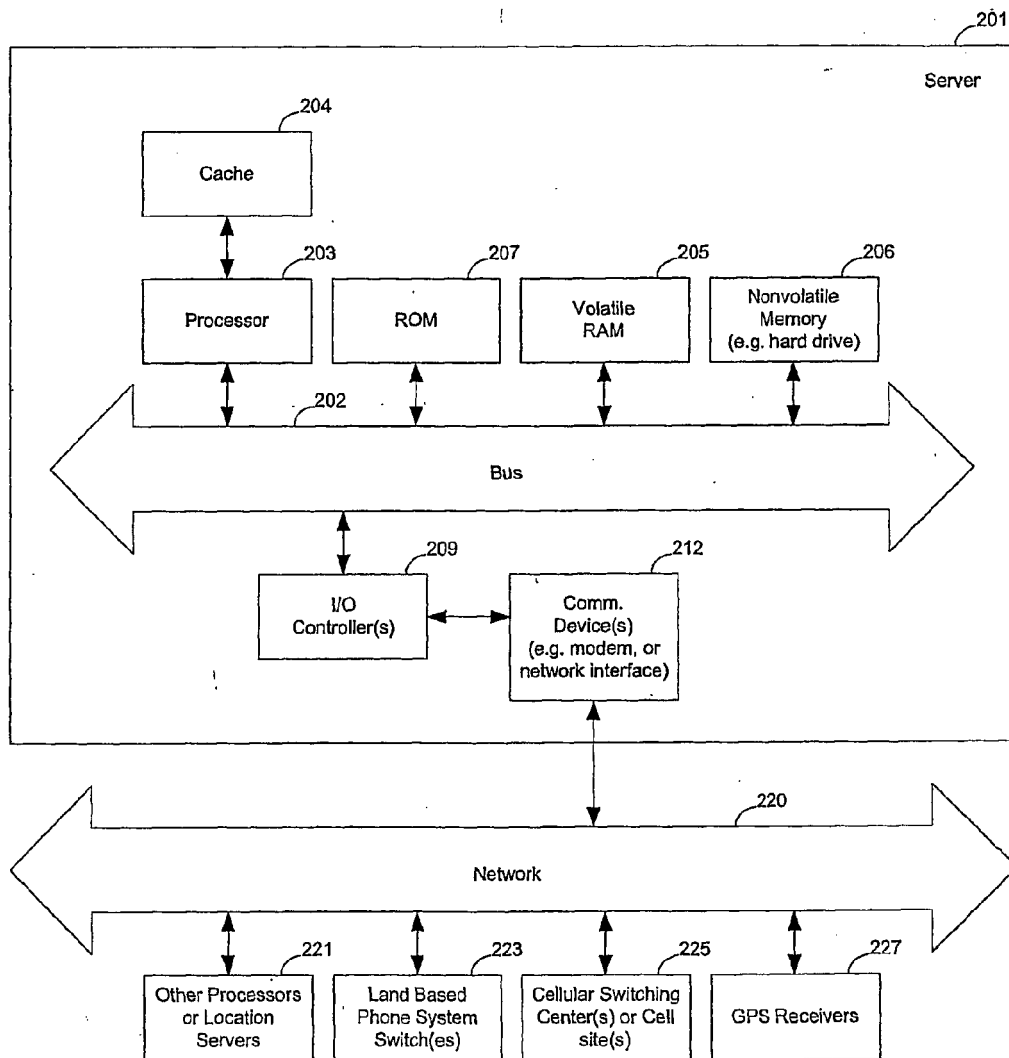 201
Server
204
Cache
203
207
205
206
Processor
ROM
Volatile
RAM
Nonvolatile
Memory
(e.g. hard drive)
202
Bus
209
212
I/O
Controller(s)
Comm.
Device(s)
(e.g. modem, or
network interface)
220
Network
221
223
225
227
Other Processors
or Location
Servers
Land Based
Phone System
Switch(es)
Cellular Switching
Center(s) or Cell
site(s)
GPS Receivers